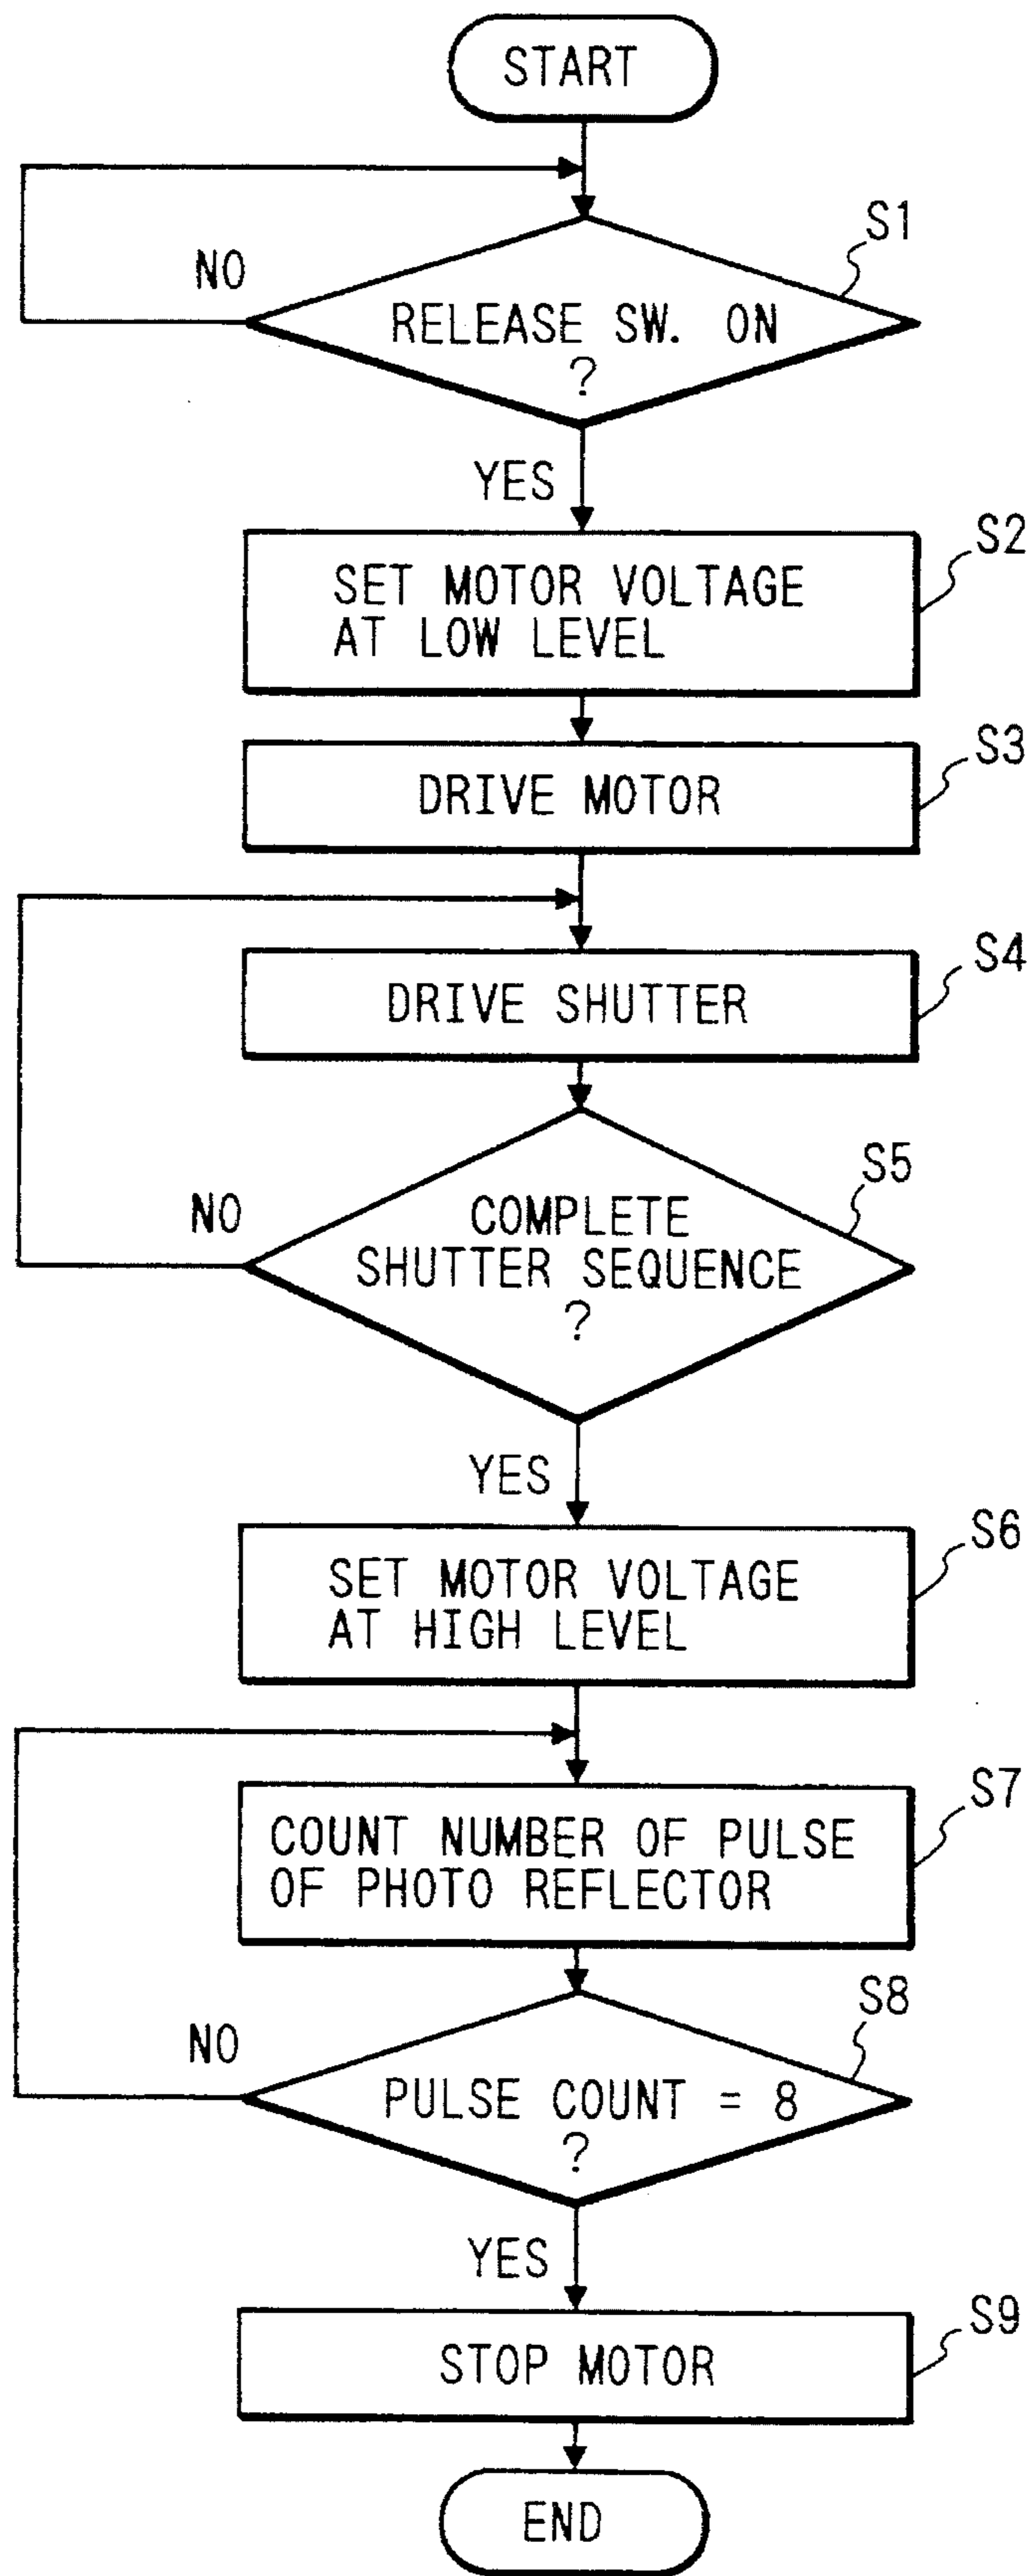 START
S1
NO
RELEASE SW. ON
?
YES
S2
SET MOTOR VOLTAGE
AT LOW LEVEL
S3
DRIVE MOTOR
S4
DRIVE SHUTTER
S5
NO
COMPLETE
SHUTTER SEQUENCE
?
YES
S6
SET MOTOR VOLTAGE
AT HIGH LEVEL
S7
COUNT NUMBER OF PULSE
OF PHOTO REFLECTOR
S8
NO
PULSE COUNT = 8
?
YES
S9
STOP MOTOR
END